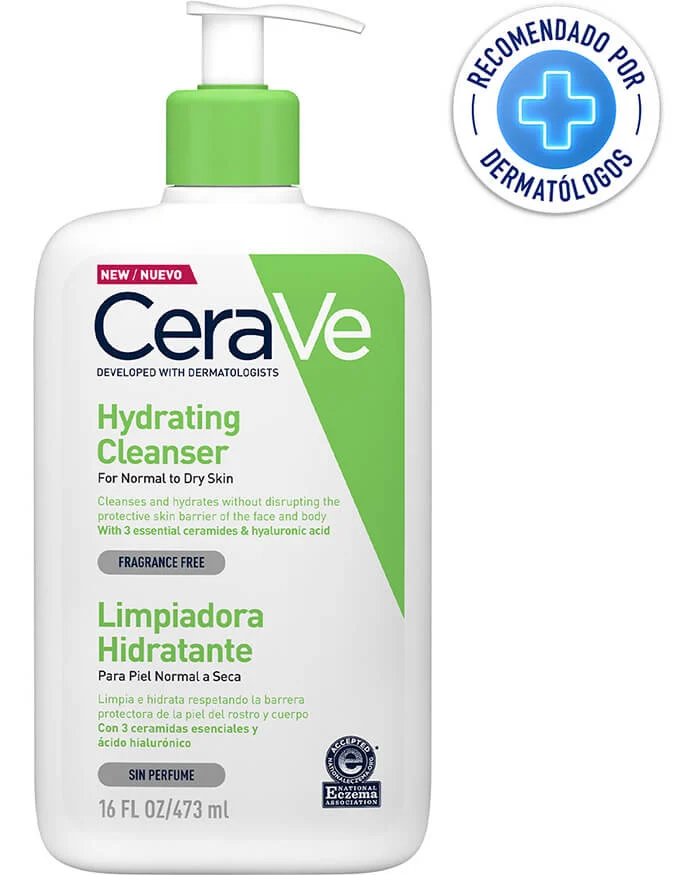 RECOMENDADO POR
DERMATÓLOGOS
NEW / NUEVO
CeraVe
DEVELOPED WITH DERMATOLOGISTS
Hydrating
Cleanser
For Normal to Dry Skin
Cleanses and hydrates without disrupting the
protective skin barrier of the face and body
With 3 essential ceramides & hyaluronic acid
FRAGRANCE FREE
Limpiadora
Hidratante
Para Piel Normal a Seca
Limpia e hidrata respetando la barrera
protectora de la piel del rostro y cuerpo
Con 3 ceramidas esenciales y
ácido hialurónico
SIN PERFUME
16 FL OZ/473 ml
ACCEPTED
e
NATIONALECZEMA.ORG
NATIONAL
Eczema
ASSOCIATION